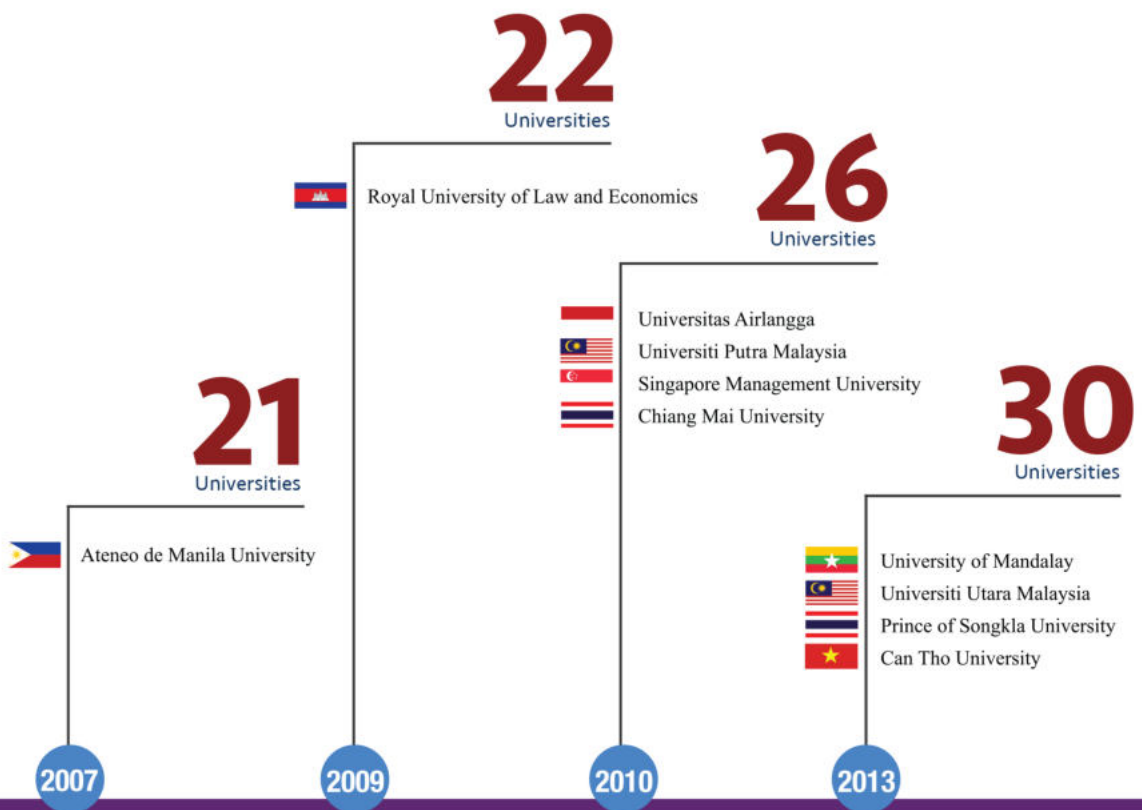 22
Universities
Royal University of Law and Economics
26
Universities
Universitas Airlangga
Universiti Putra Malaysia
Singapore Management University
Chiang Mai University
21
Universities
Ateneo de Manila University
30
Universities
University of Mandalay
Universiti Utara Malaysia
Prince of Songkla University
Can Tho University
2007
2009
2010
2013